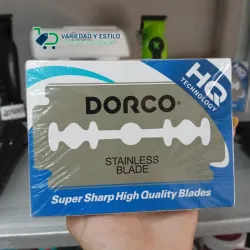 VARIEDAD Y ESTILO
HQ
TECHNOLOGY
DORCO®
STAINLESS
BLADE
Super Sharp High Quality Blades